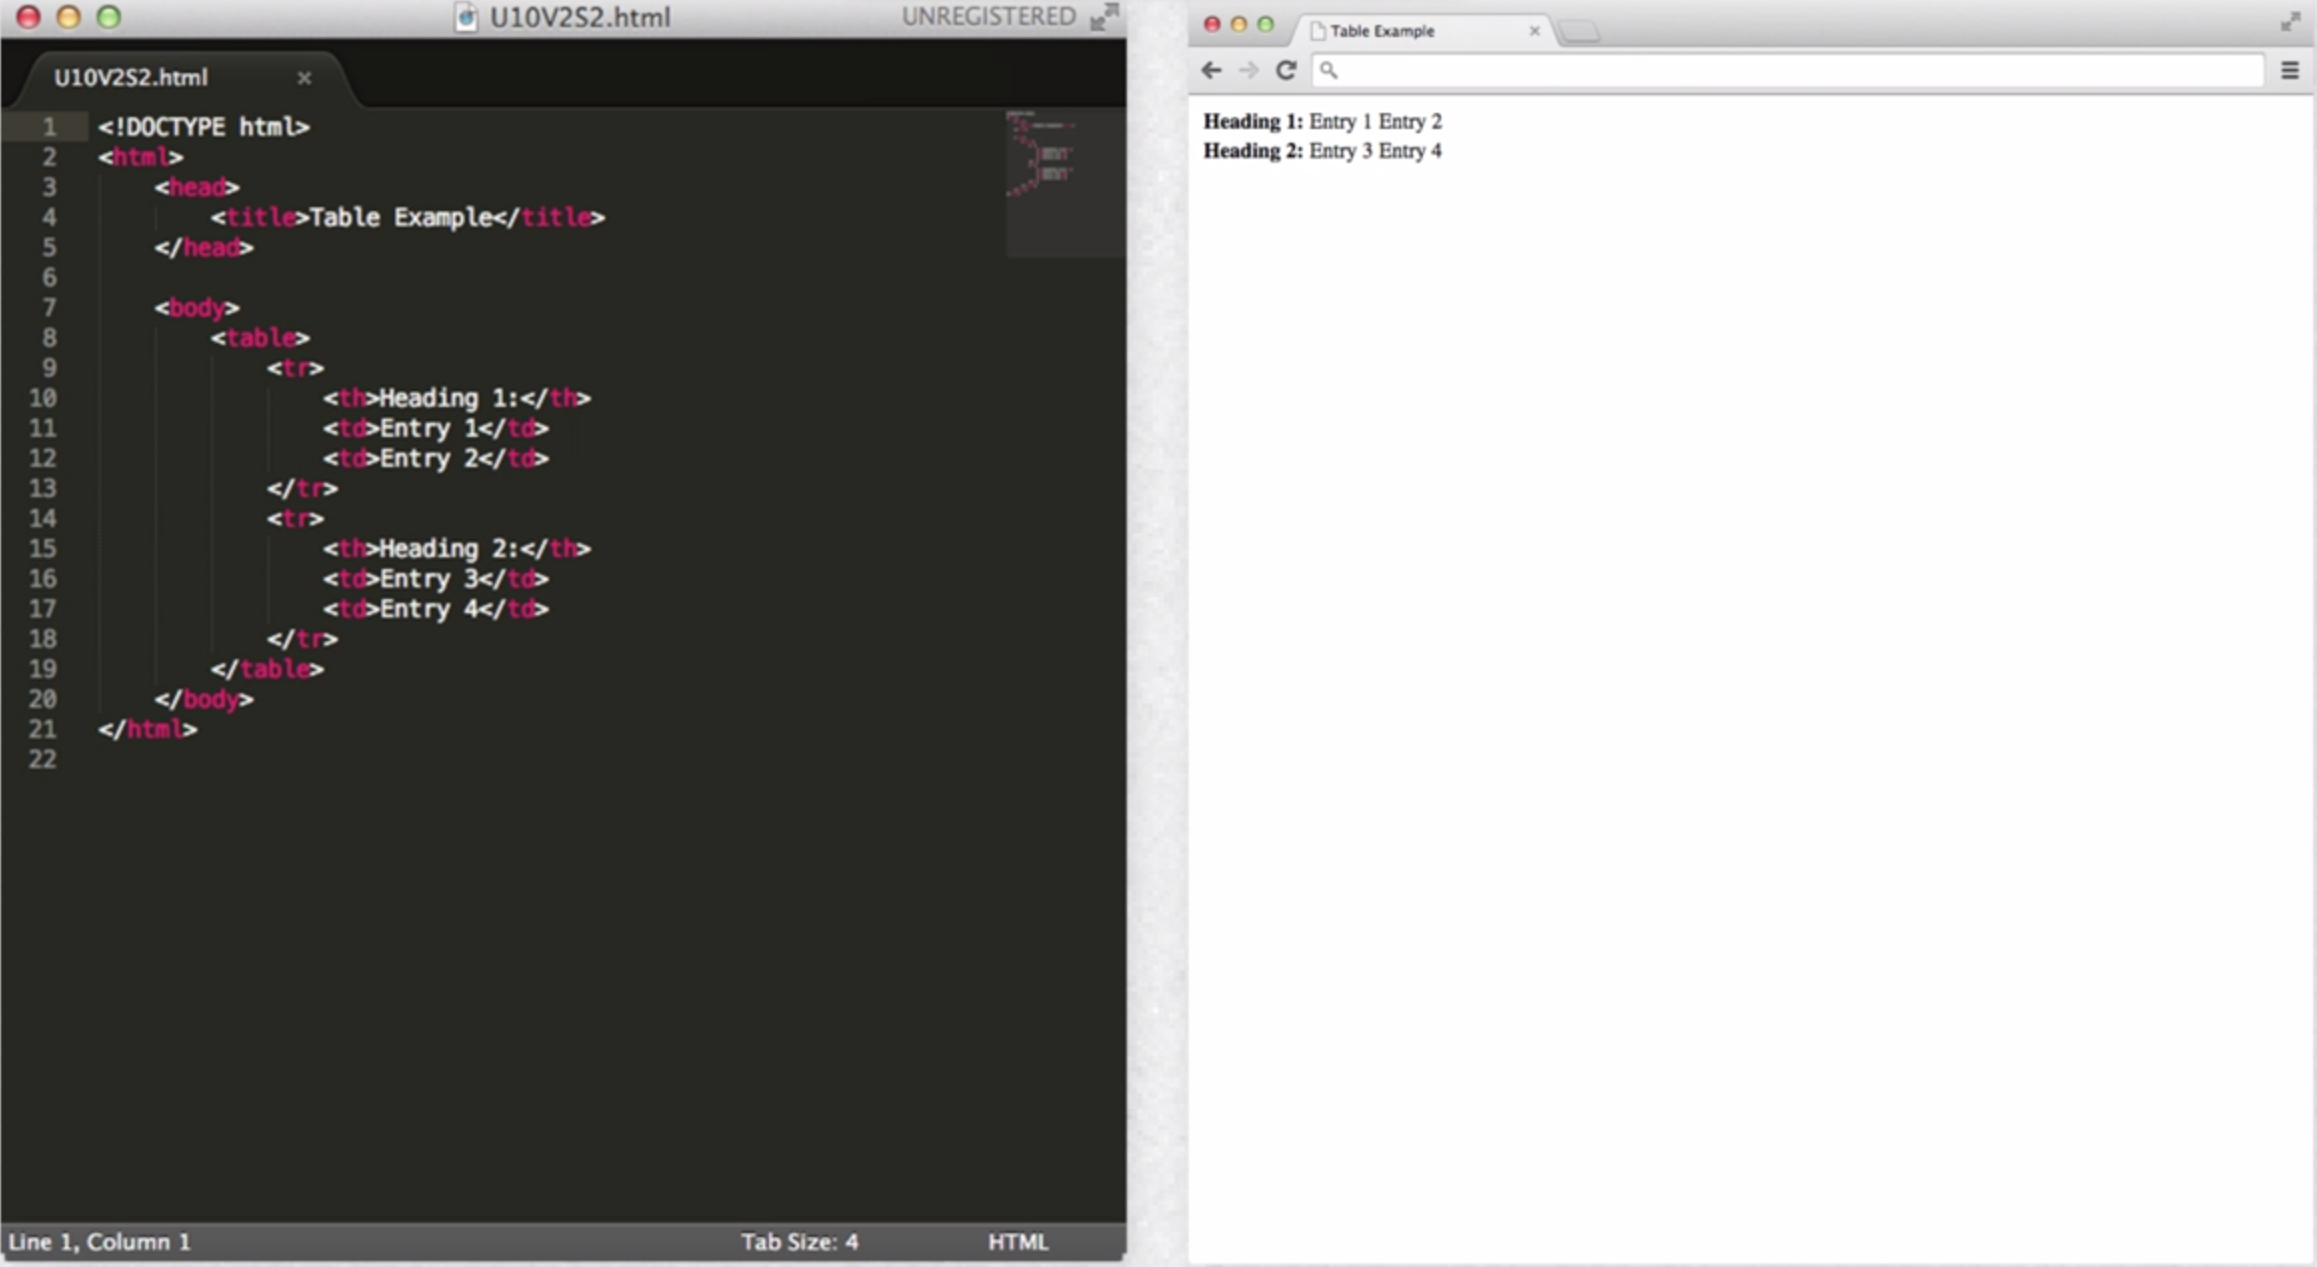 U10V2S2.html
UNREGISTERED
U10V2S2.html
1 <!DOCTYPE html>
2 <html>
3     <head>
4         <title>Table Example</title>
5     </head>
6
7     <body>
8         <table>
9             <tr>
10                 <th>Heading 1:</th>
11                 <td>Entry 1</td>
12                 <td>Entry 2</td>
13             </tr>
14             <tr>
15                 <th>Heading 2:</th>
16                 <td>Entry 3</td>
17                 <td>Entry 4</td>
18             </tr>
19         </table>
20     </body>
21 </html>
22
Line 1, Column 1
Tab Size: 4
HTML
Table Example
Heading 1: Entry 1 Entry 2
Heading 2: Entry 3 Entry 4